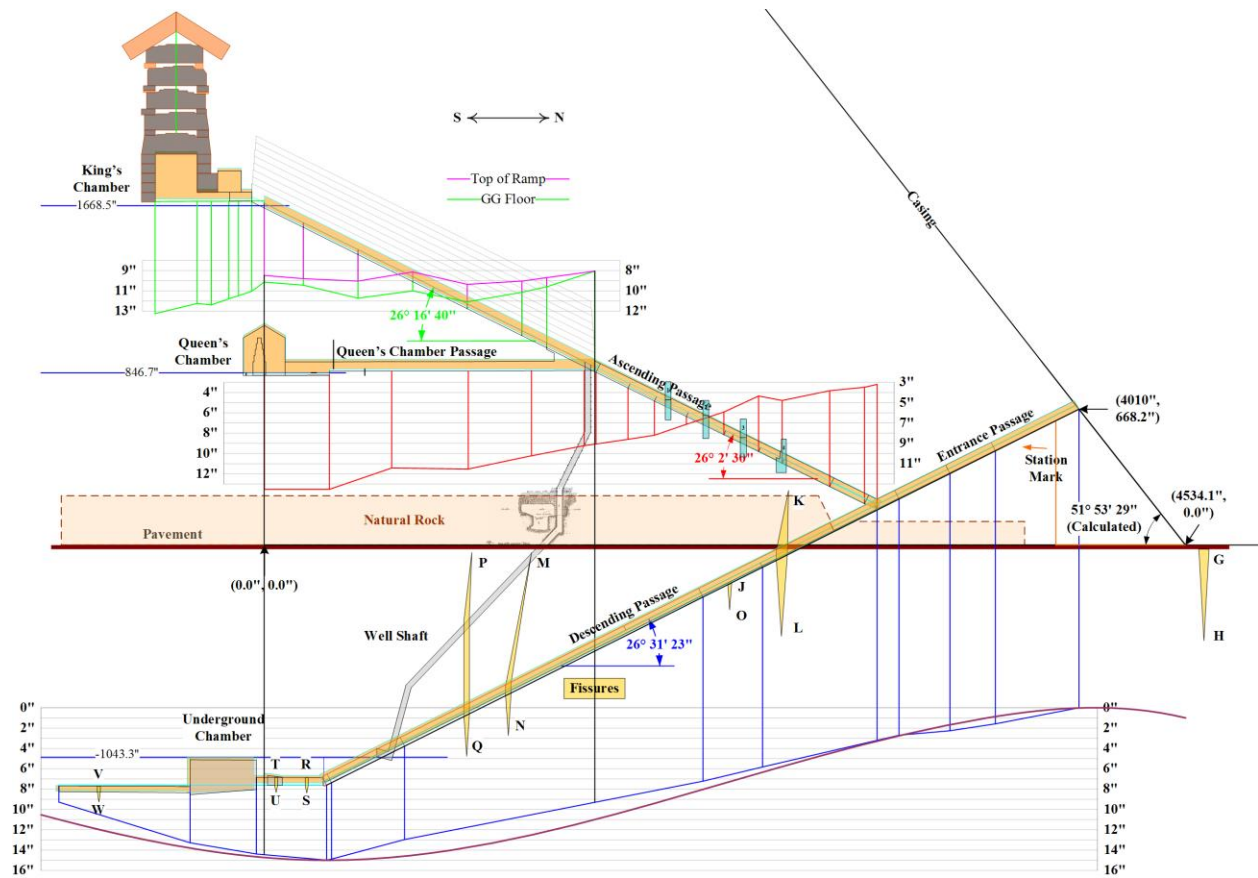 S N
King's
Chamber
1668.5"
Top of Ramp
GG Floor
Casing
9"
11"
13"
8"
10"
12"
26° 16' 40"
Queen's
Chamber
Queen's Chamber Passage
846.7"
Ascending Passage
4"
6"
8"
10"
12"
3"
5"
7"
9"
11"
3
26° 2' 30"
(4010",
668.2")
Entrance Passage
Station
Mark
(4534.1",
0.0")
51° 53' 29"
(Calculated)
K
Natural Rock
Pavement
(0.0", 0.0")
P
M
J
O
L
G
H
Well Shaft
Descending Passage
26° 31' 23"
Fissures
N
Q
Underground
Chamber
-1043.3"
V
W
T
R
U
S
0"
2"
4"
6"
8"
10"
12"
14"
16"
0"
2"
4"
6"
8"
10"
12"
14"
16"